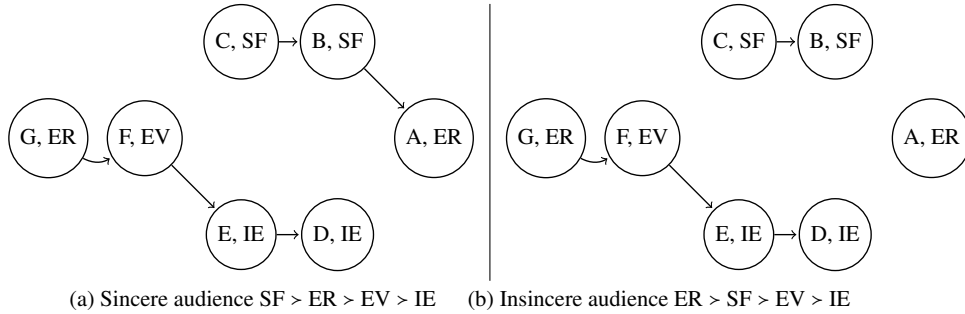 C, SF
B, SF
C, SF
B, SF
G, ER
F, EV
A, ER
G, ER
F, EV
A, ER
E, IE
D, IE
E, IE
D, IE
(a) Sincere audience SF > ER > EV > IE
(b) Insincere audience ER > SF > EV > IE